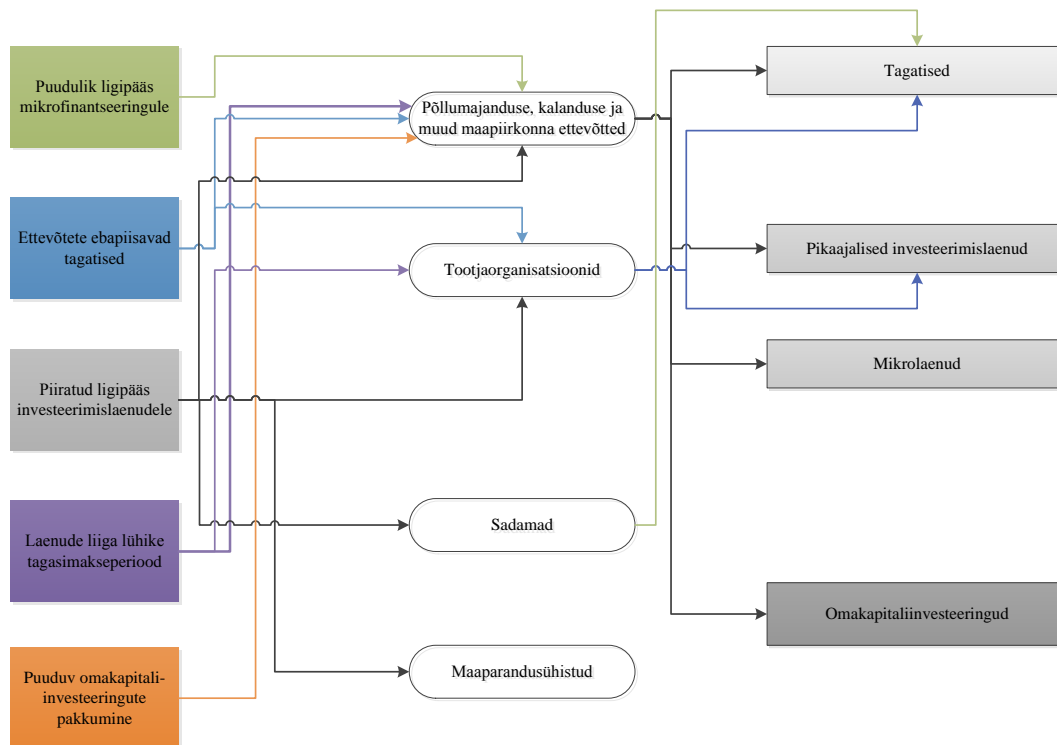 Puudulik ligipääs
mikrofinantseeringule
Ettevõtete ebapiisavad
tagatised
Piiratud ligipääs
investeerimislaenudele
Laenude liiga lühike
tagasimakseperiood
Puuduv omakapitali-
investeeringute
pakkumine
Põllumajanduse, kalanduse ja
muud maapiirkonna ettevõtted
Tootjaorganisatsioonid
Sadamad
Maaparandusühistud
Tagatised
Pikaajalised investeerimislaenud
Mikrolaenud
Omakapitaliinvesteeringud